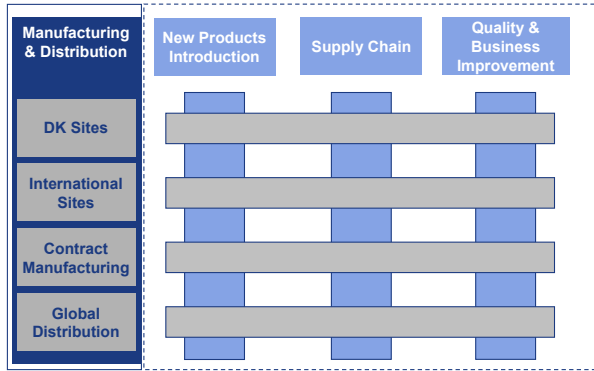 Manufacturing
& Distribution
New Products
Introduction
Supply Chain
Quality &
Business
Improvement
DK Sites
International
Sites
Contract
Manufacturing
Global
Distribution